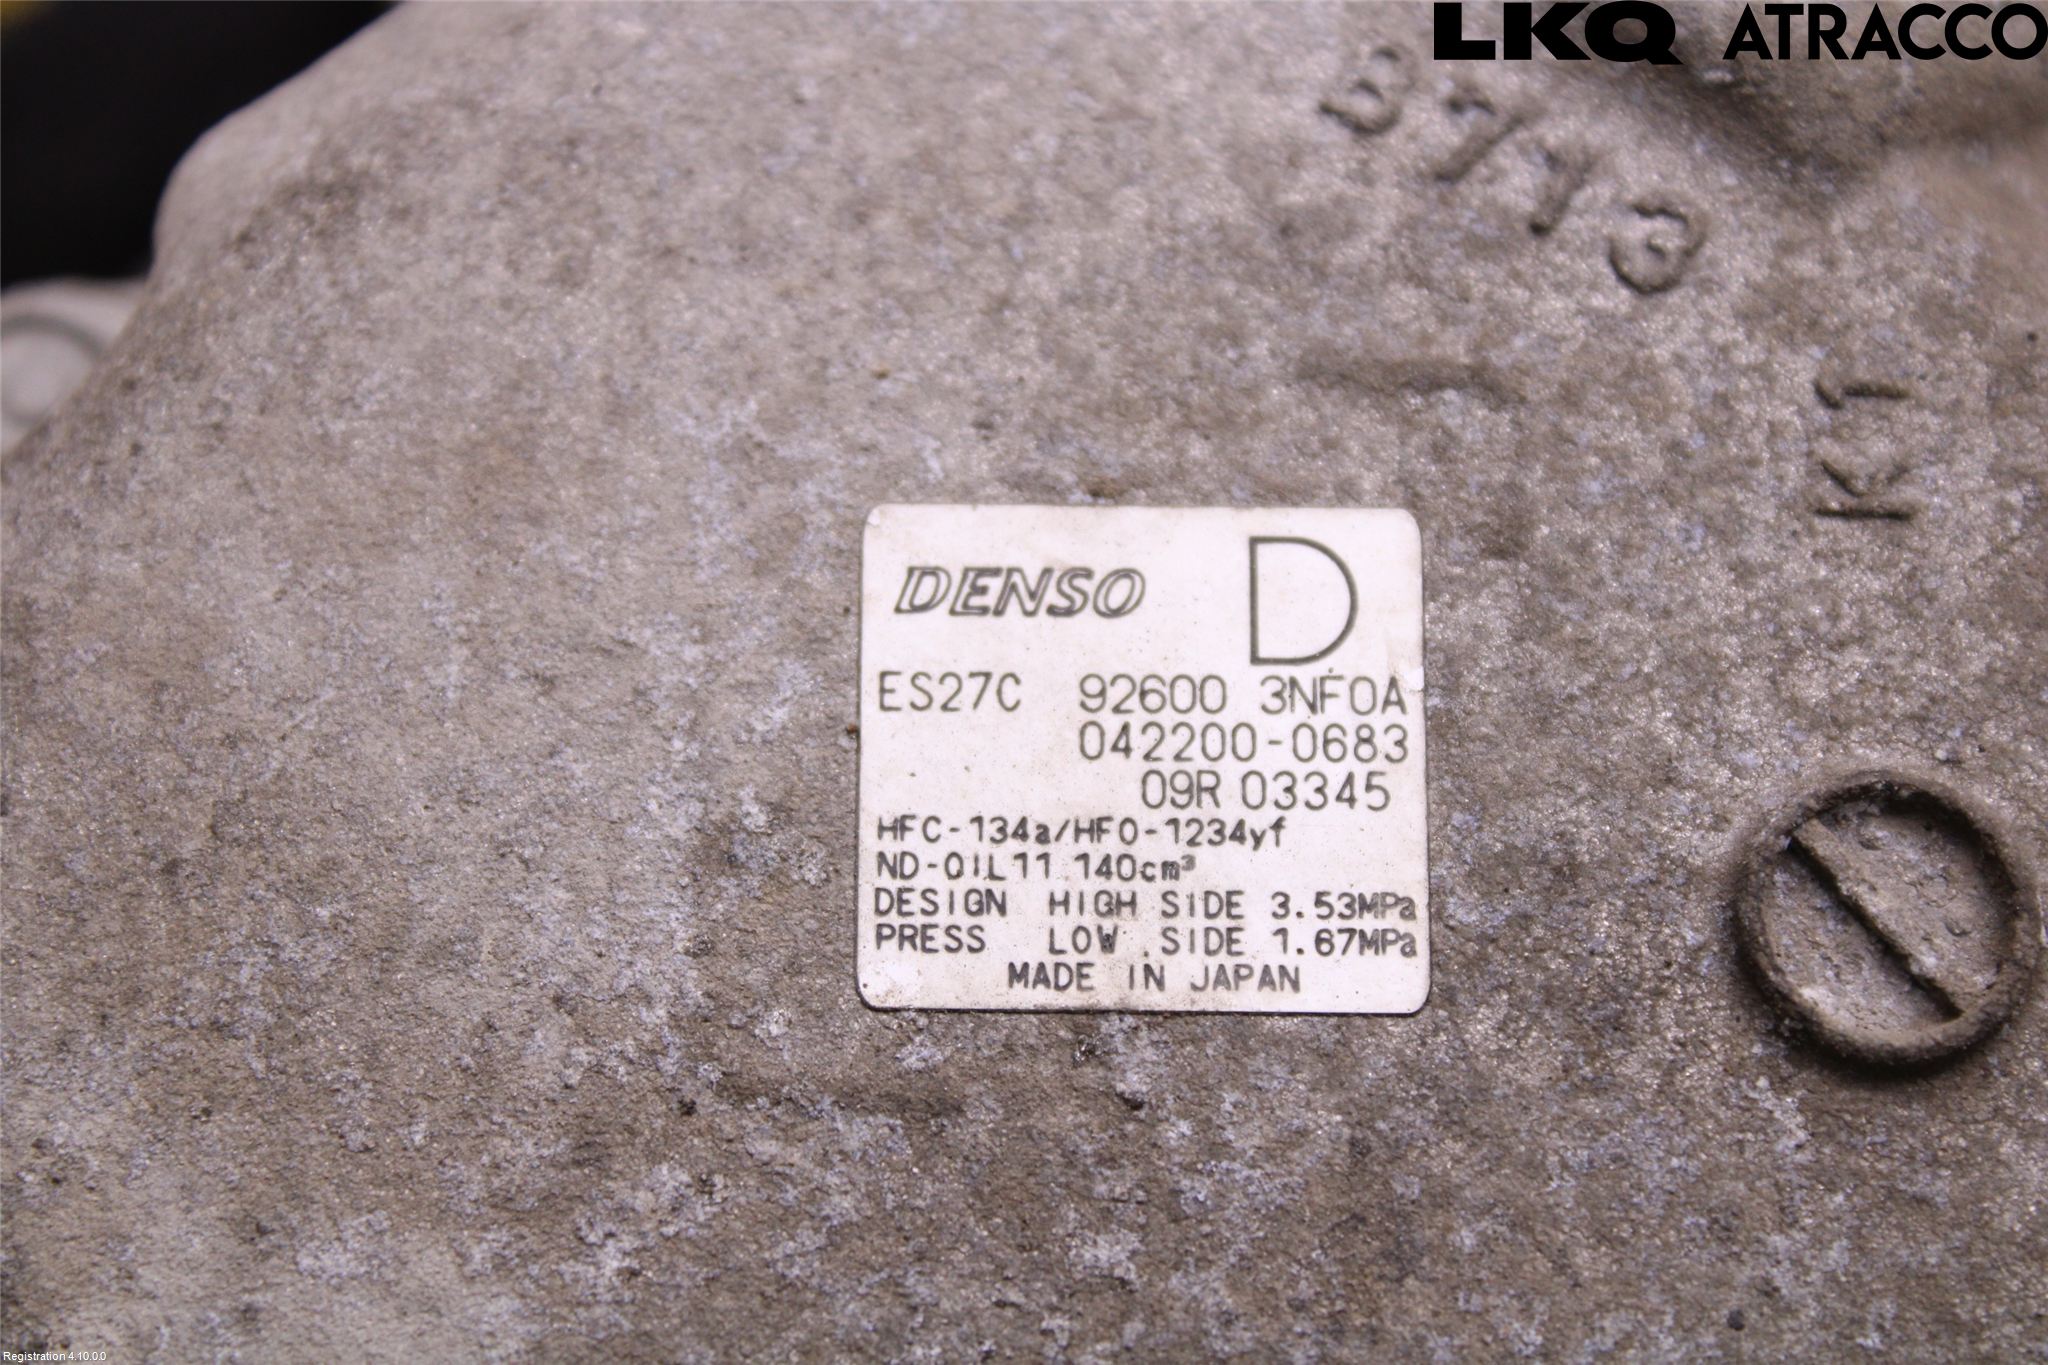 LKQ ATRACCO
K1
DENSO D
ES27C 92600 3NF0A
042200-0683
09R 03345
HFC-134a/HFO-1234yf
ND-OIL11 140cm³
DESIGN HIGH SIDE 3.53MPa
PRESS LOW SIDE 1.67MPa
MADE IN JAPAN
Registration 4.10.0.0